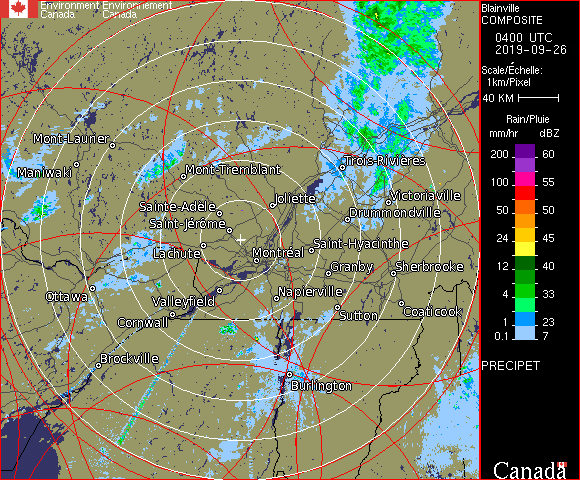 Environment Environnement
Canada Canada
Blainville
COMPOSITE
0400 UTC
2019-09-26
Scale/Échelle:
1km/Pixel
40 KM
Rain/Pluie
mm/hr dBZ
200 60
100 55
50 50
24 45
12 40
4 33
1 23
0.1 7
PRECIPET
Canada
Mont-Laurier
Maniwaki
Mont-Tremblant
Trois-Rivières
Sainte-Adèle
Joliette
Victoriaville
Saint-Jérôme
Drummondville
Lachute
Montréal
Saint-Hyacinthe
Granby
Sherbrooke
Ottawa
Valleyfield
Napierville
Cornwall
Sutton
Coaticook
Brockville
Burlington